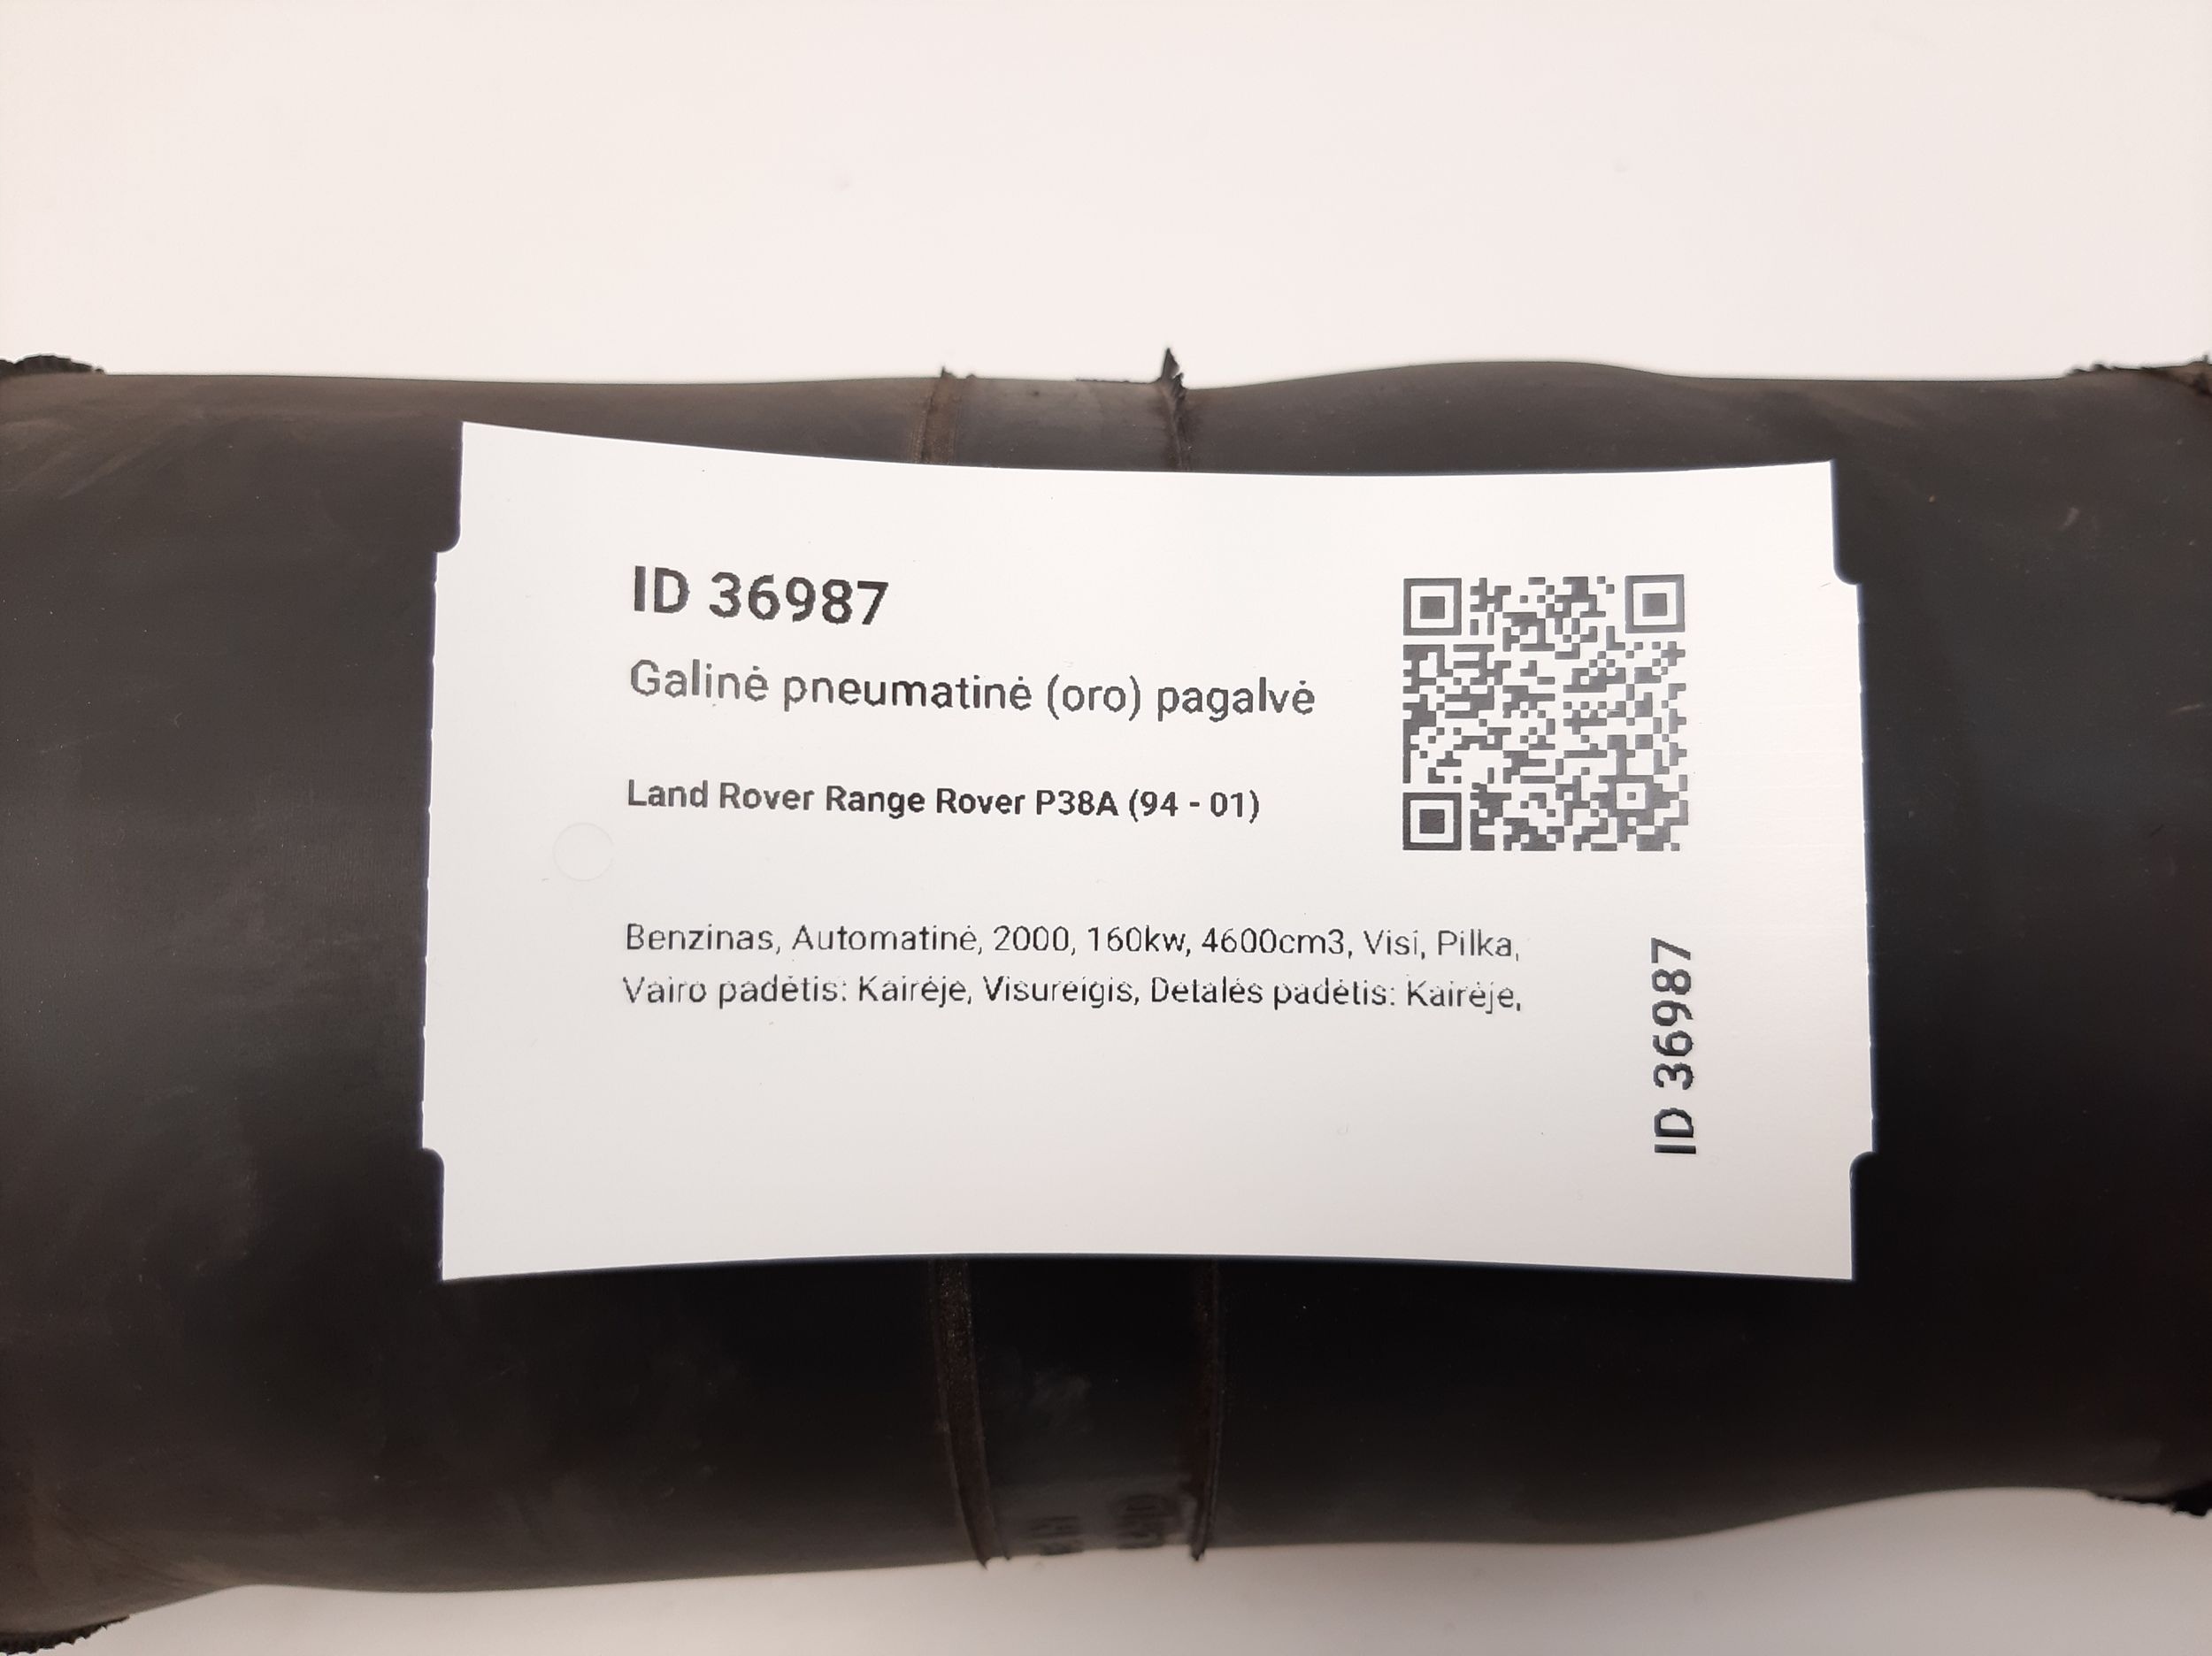 ID 36987
Galinė pneumatinė (oro) pagalvė
Land Rover Range Rover P38A (94 - 01)
Benzinas, Automatinė, 2000, 160kw, 4600cm3, Visi, Pilka,
Vairo padėtis: Kairėje, Visureigis, Detalės padėtis: Kairėje,
ID 36987